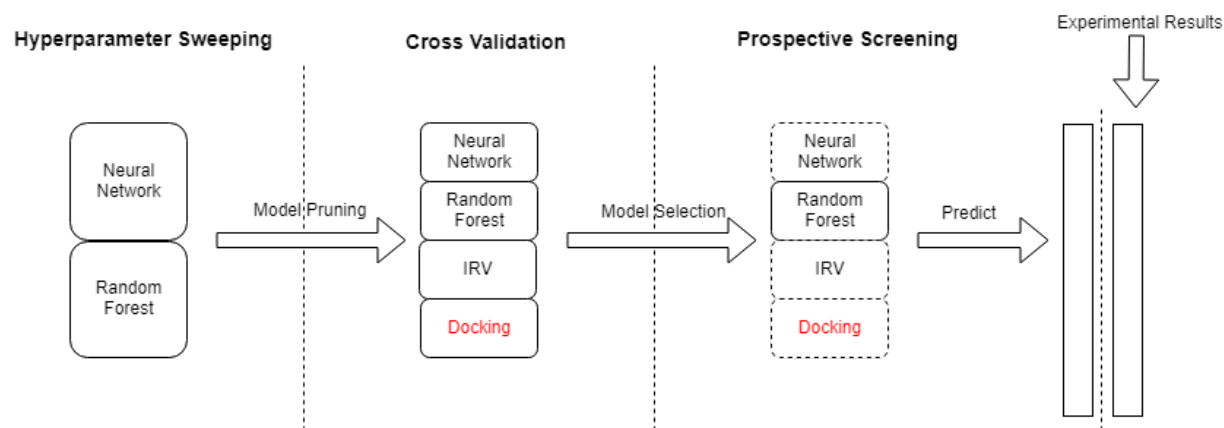 Experimental Results
Hyperparameter Sweeping
Cross Validation
Prospective Screening
Neural
Network
Random
Forest
Model Pruning
Neural
Network
Random
Forest
IRV
Docking
Model Selection
Neural
Network
Random
Forest
IRV
Docking
Predict